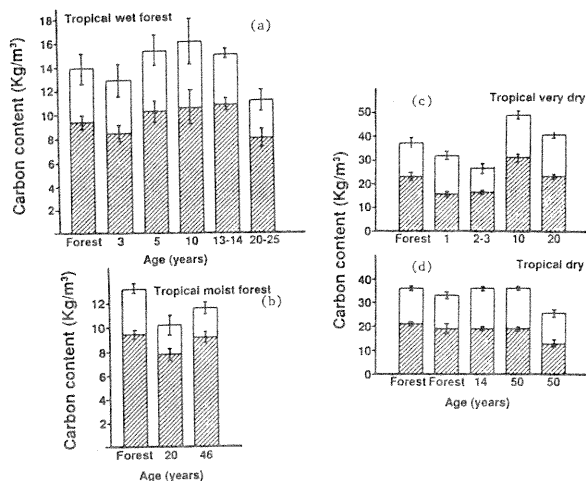 Tropical wet forest
(a)
Carbon content (Kg/m³)
18
16
14
12
10
8
6
4
2
Forest 3 5 10 13-14 20-25
Age (years)
Tropical moist forest
(b)
Carbon content (Kg/m³)
12
10
8
6
4
2
Forest 20 46
Age (years)
(c)
Tropical very dry
Carbon content (Kg/m³)
50
40
30
20
10
0
Forest 1 2-3 10 20
(d)
Tropical dry
40
30
20
10
0
Forest Forest 14 50 50
Age (years)